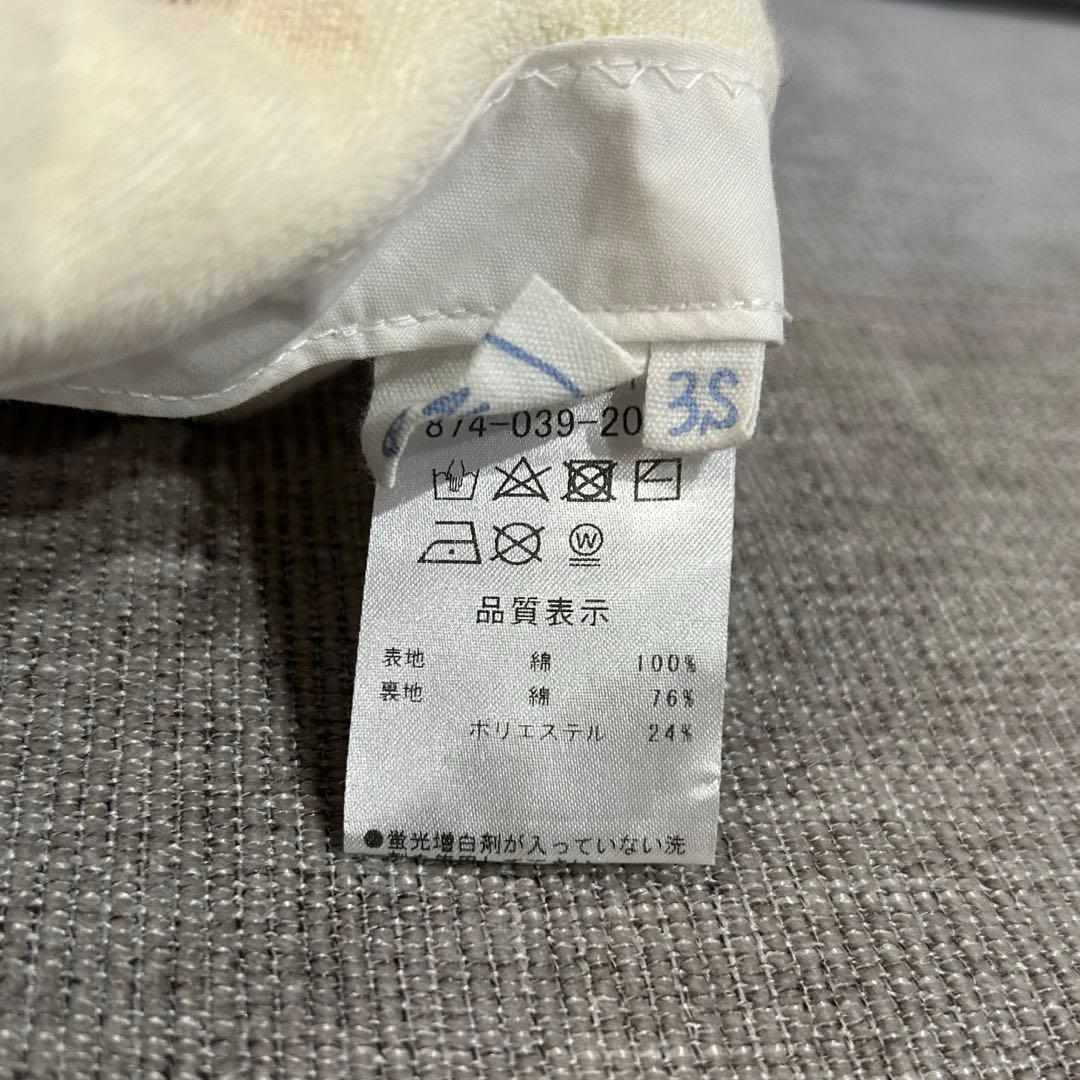 3S
874-039-20
W
品質表示
表地 綿 100%
裏地 綿 76%
ポリエステル 24%
●蛍光増白剤が入っていない洗